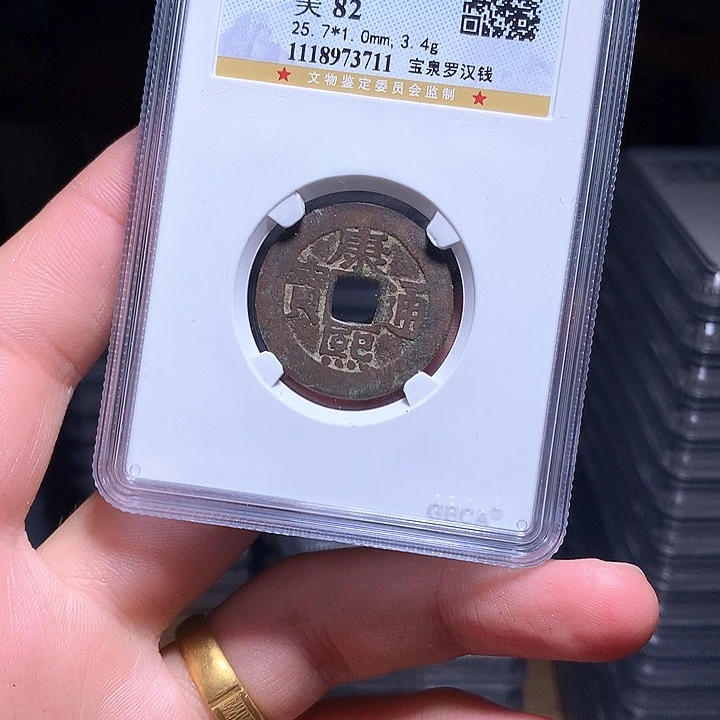 美 82
25.7*1.0mm, 3.4g
1118973711 宝泉罗汉钱
文物鉴定委员会监制
康熙通寶
GBCA